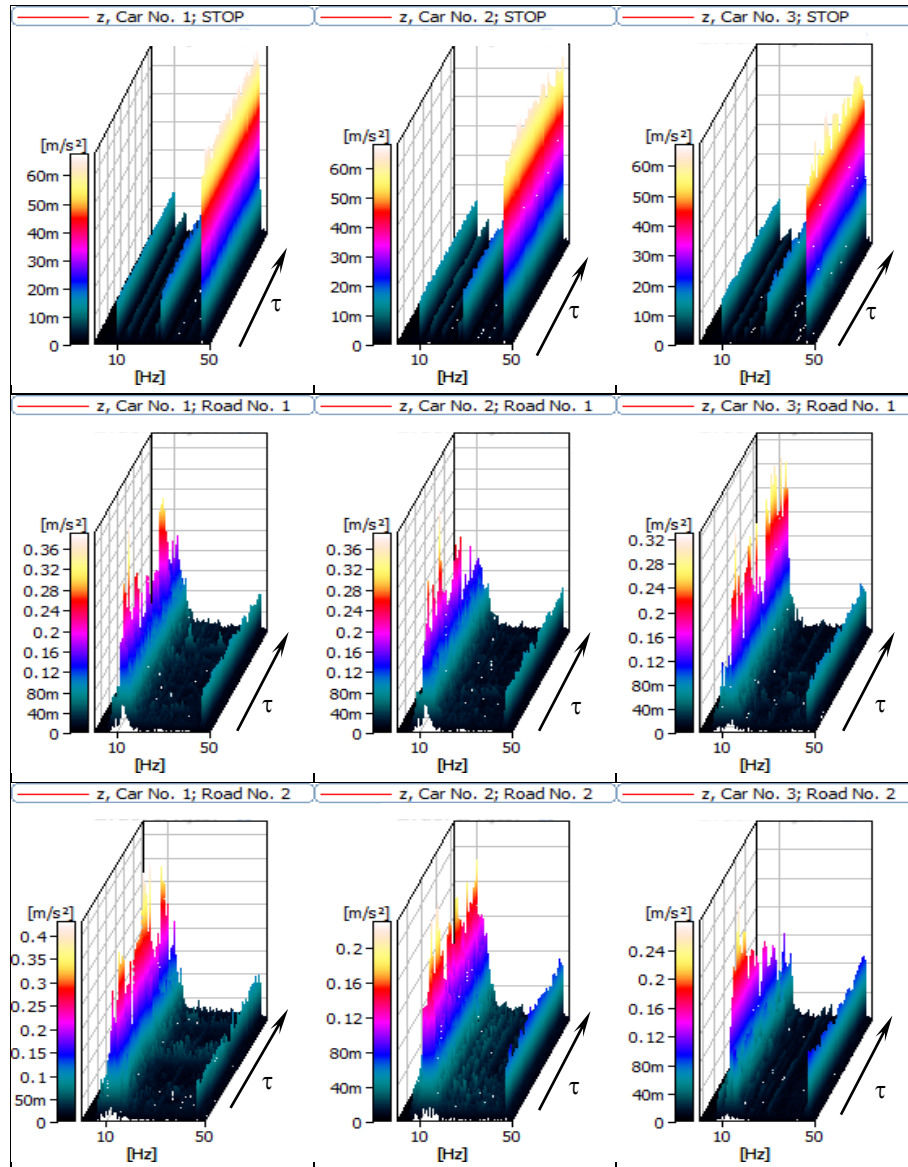 z, Car No. 1; STOP
[m/s²]
60m
50m
40m
30m
20m
10m
0
10
50
[Hz]
τ
z, Car No. 2; STOP
[m/s²]
60m
50m
40m
30m
20m
10m
0
10
50
[Hz]
τ
z, Car No. 3; STOP
[m/s²]
60m
50m
40m
30m
20m
10m
0
10
50
[Hz]
τ
z, Car No. 1; Road No. 1
[m/s²]
0.36
0.32
0.28
0.24
0.2
0.16
0.12
80m
40m
0
10
50
[Hz]
τ
z, Car No. 2; Road No. 1
[m/s²]
0.36
0.32
0.28
0.24
0.2
0.16
0.12
80m
40m
0
10
50
[Hz]
τ
z, Car No. 3; Road No. 1
[m/s²]
0.32
0.28
0.24
0.2
0.16
0.12
80m
40m
0
10
50
[Hz]
τ
z, Car No. 1; Road No. 2
[m/s²]
0.4
0.35
0.3
0.25
0.2
0.15
0.1
50m
0
10
50
[Hz]
τ
z, Car No. 2; Road No. 2
[m/s²]
0.2
0.16
0.12
80m
40m
0
10
50
[Hz]
τ
z, Car No. 3; Road No. 2
[m/s²]
0.24
0.2
0.16
0.12
80m
40m
0
10
50
[Hz]
τ